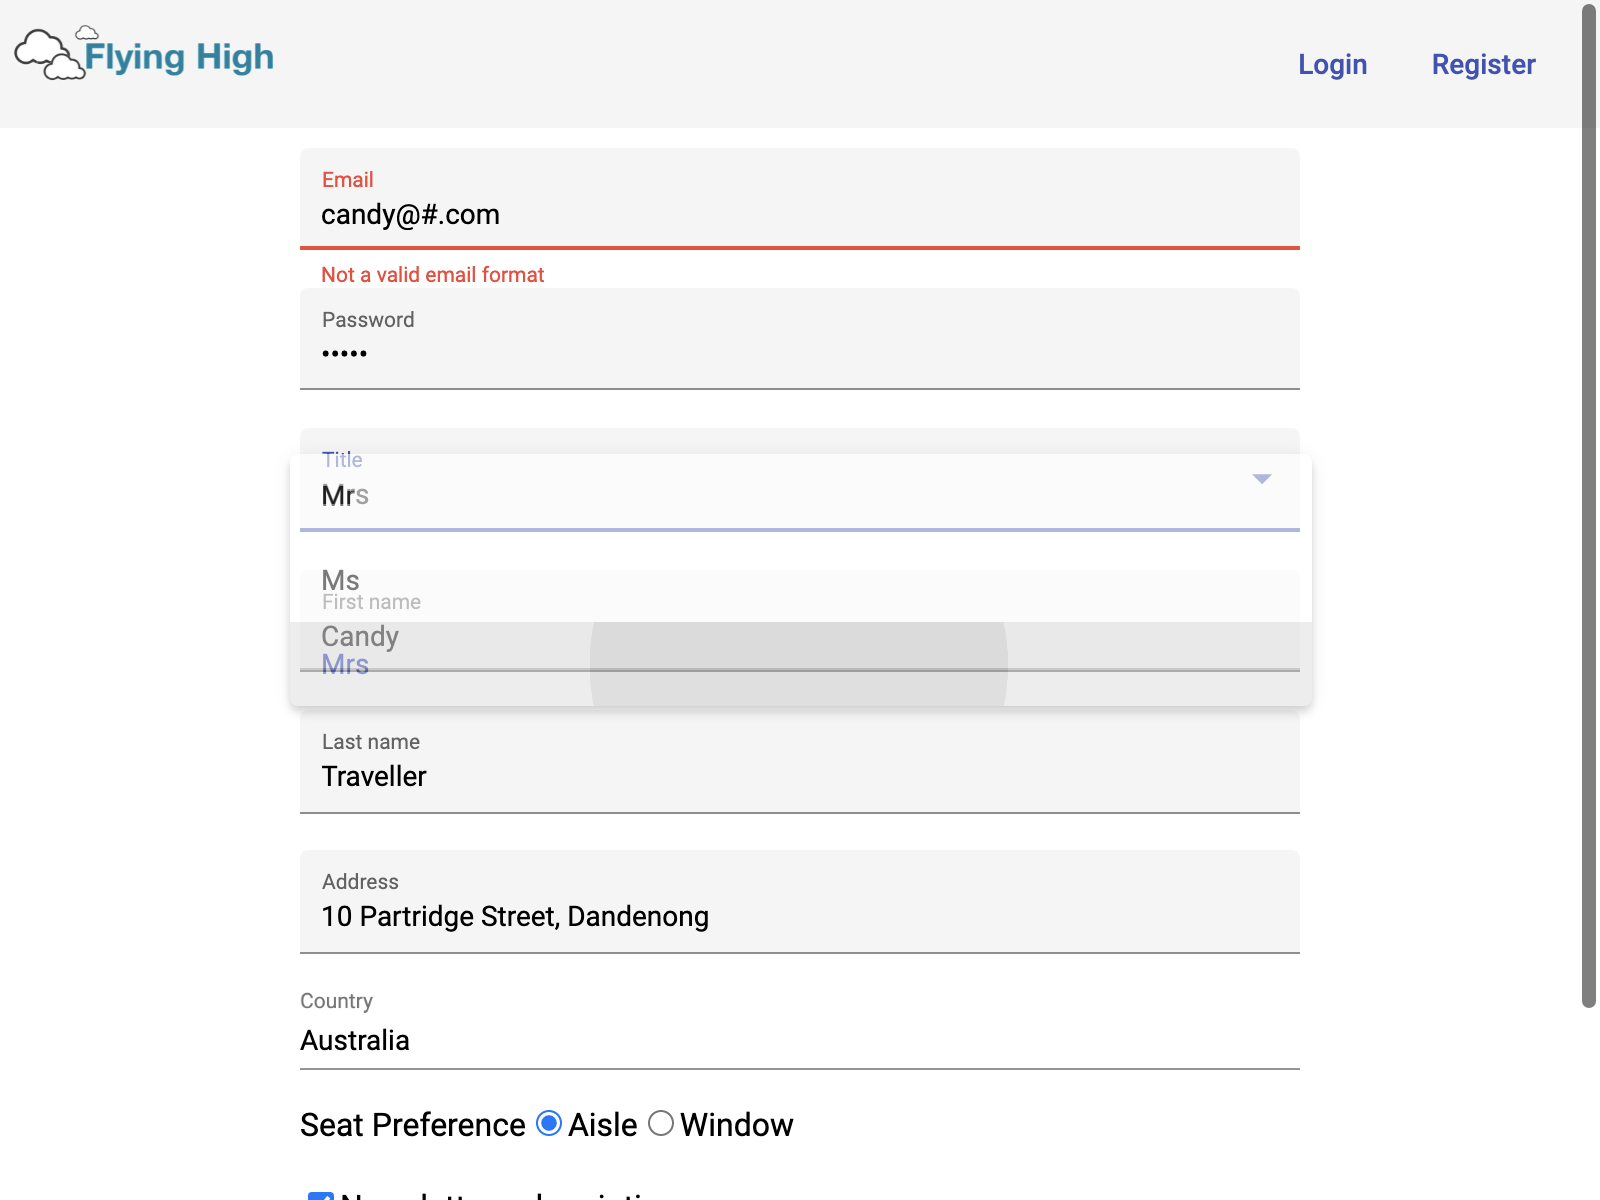 Flying High
Login Register
Email
candy@#.com
Not a valid email format
Password
•••••
Title
Mrs
Ms
First name
Candy
Mrs
Last name
Traveller
Address
10 Partridge Street, Dandenong
Country
Australia
Seat Preference Aisle Window